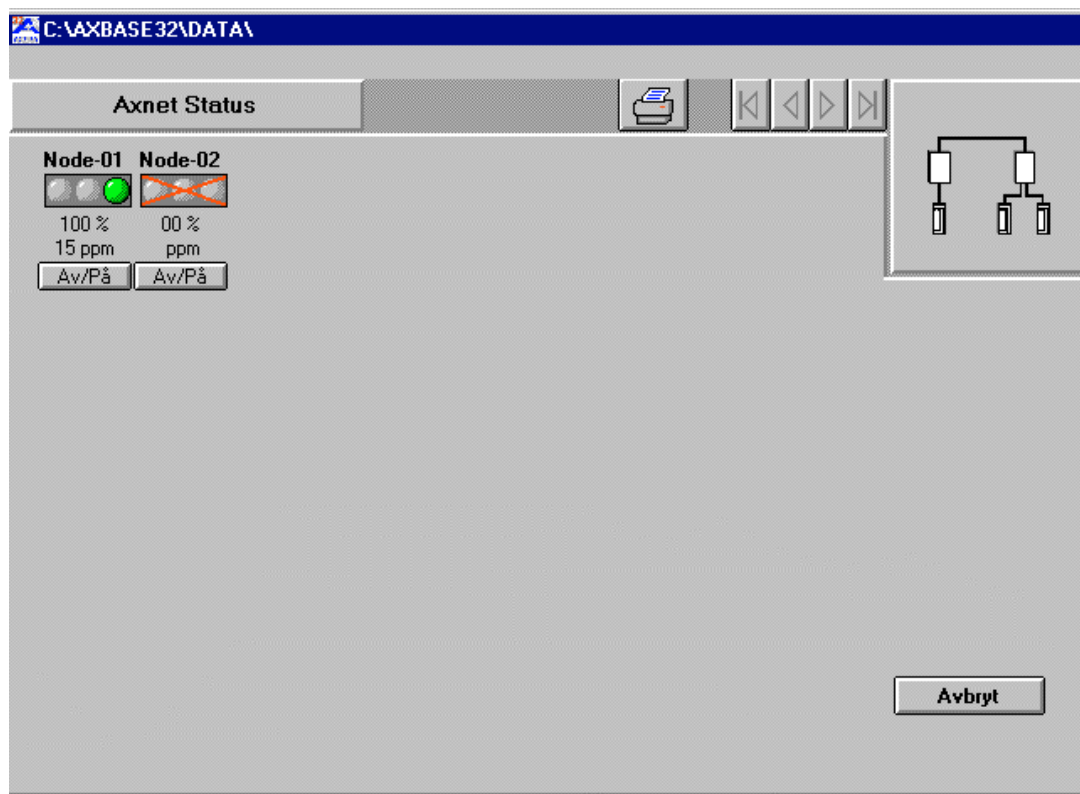 C:\AXBASE32\DATA\
Axnet Status
Node-01 Node-02
100 % 00 %
15 ppm ppm
Av/På Av/På
Avbryt